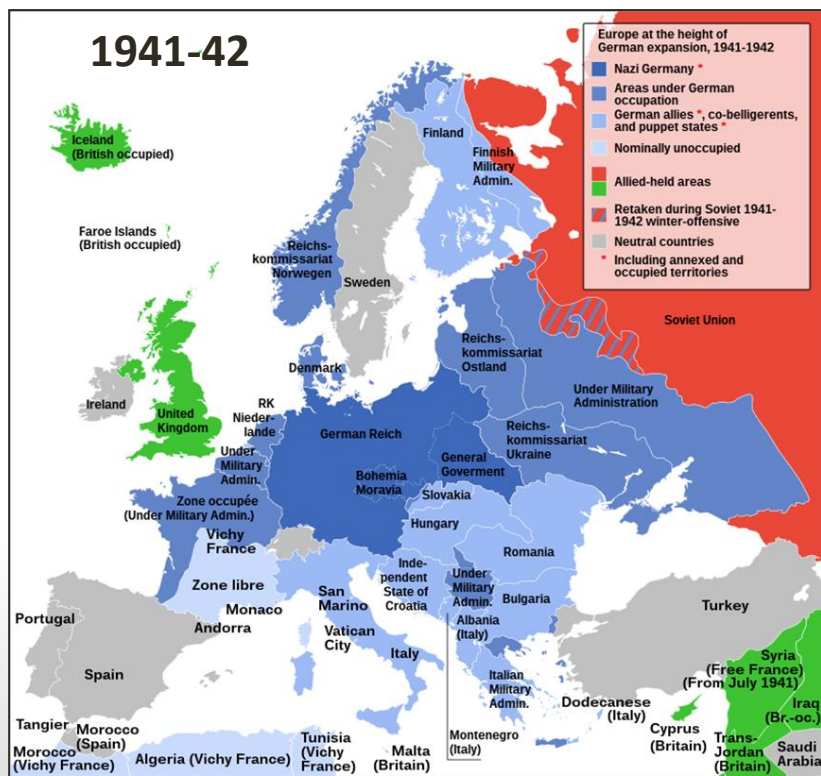 1941-42
Europe at the height of
German expansion, 1941-1942
Nazi Germany *
Areas under German
occupation
German allies *, co-belligerents,
and puppet states *
Nominally unoccupied
Allied-held areas
Retaken during Soviet 1941-
1942 winter-offensive
Neutral countries
* Including annexed and
occupied territories
Iceland
(British occupied)
Faroe Islands
(British occupied)
Finland
Finnish
Military
Admin.
Reichs-
kommissariat
Norwegen
Sweden
Soviet Union
Reichs-
kommissariat
Ostland
Denmark
Under Military
Administration
Ireland
United
Kingdom
RK
Nieder-
lande
German Reich
Reichs-
kommissariat
Ukraine
General
Goverment
Under
Military
Admin.
Bohemia
Moravia
Slovakia
Zone occupée
(Under Military Admin.)
Hungary
Vichy
France
Romania
Zone libre
Inde-
pendent
State of
Croatia
Under
Military
Admin.
San
Marino
Monaco
Bulgaria
Turkey
Portugal
Andorra
Albania
(Italy)
Vatican
City
Italy
Spain
Syria
(Free France)
(From July 1941)
Italian
Military
Admin.
Dodecanese
(Italy)
Iraq
(Br.-oc.)
Tangier
Morocco
(Spain)
Tunisia
(Vichy
France)
Montenegro
(Italy)
Cyprus
(Britain)
Trans-
Jordan
(Britain)
Morocco
(Vichy France)
Algeria (Vichy France)
Malta
(Britain)
Saudi
Arabia